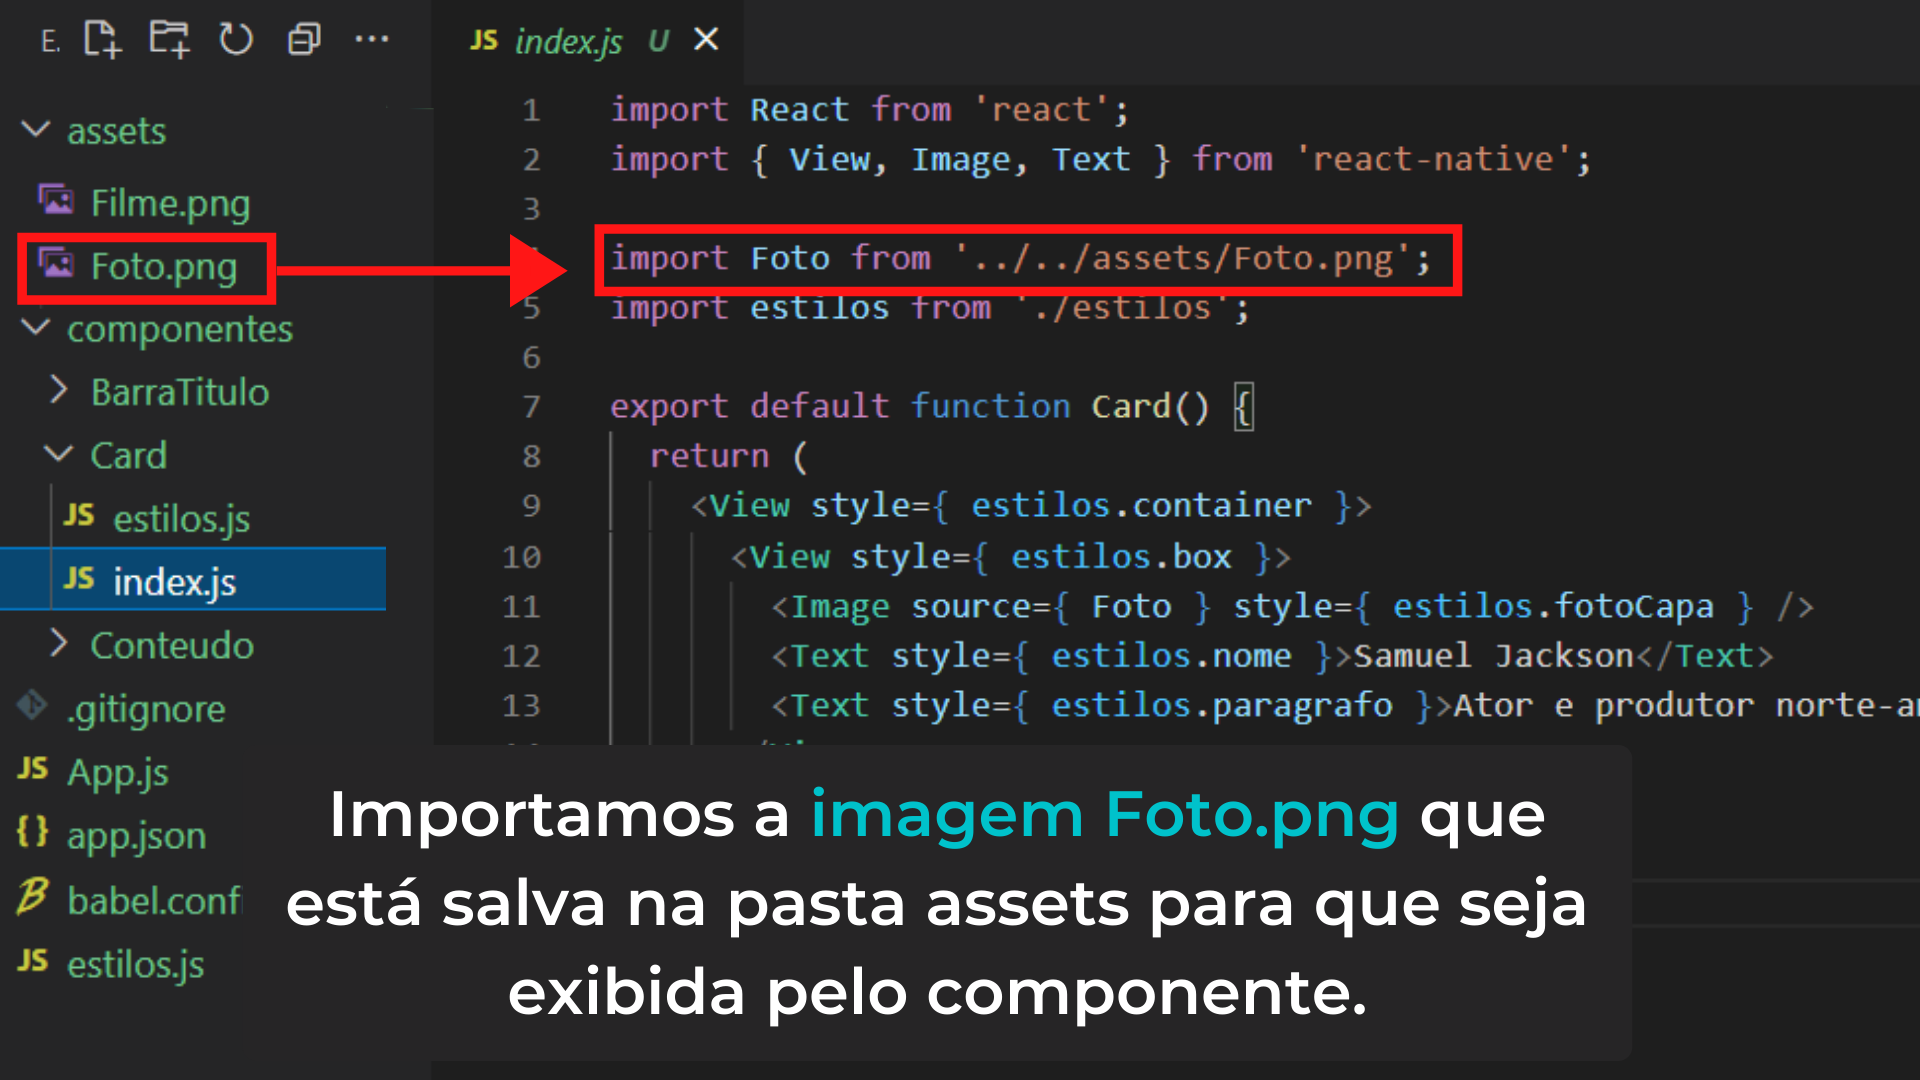 E.
JS index.js U
assets
Filme.png
Foto.png
componentes
BarraTitulo
Card
JS estilos.js
JS index.js
Conteudo
.gitignore
JS App.js
{} app.json
babel.conf
JS estilos.js
1 import React from 'react';
2 import { View, Image, Text } from 'react-native';
3
import Foto from '../../assets/Foto.png';
5 import estilos from './estilos';
6
7 export default function Card() {
8 return (
9 <View style={ estilos.container }>
10 <View style={ estilos.box }>
11 <Image source={ Foto } style={ estilos.fotoCapa } />
12 <Text style={ estilos.nome }>Samuel Jackson</Text>
13 <Text style={ estilos.paragrafo }>Ator e produtor norte-a
Importamos a imagem Foto.png que
está salva na pasta assets para que seja
exibida pelo componente.